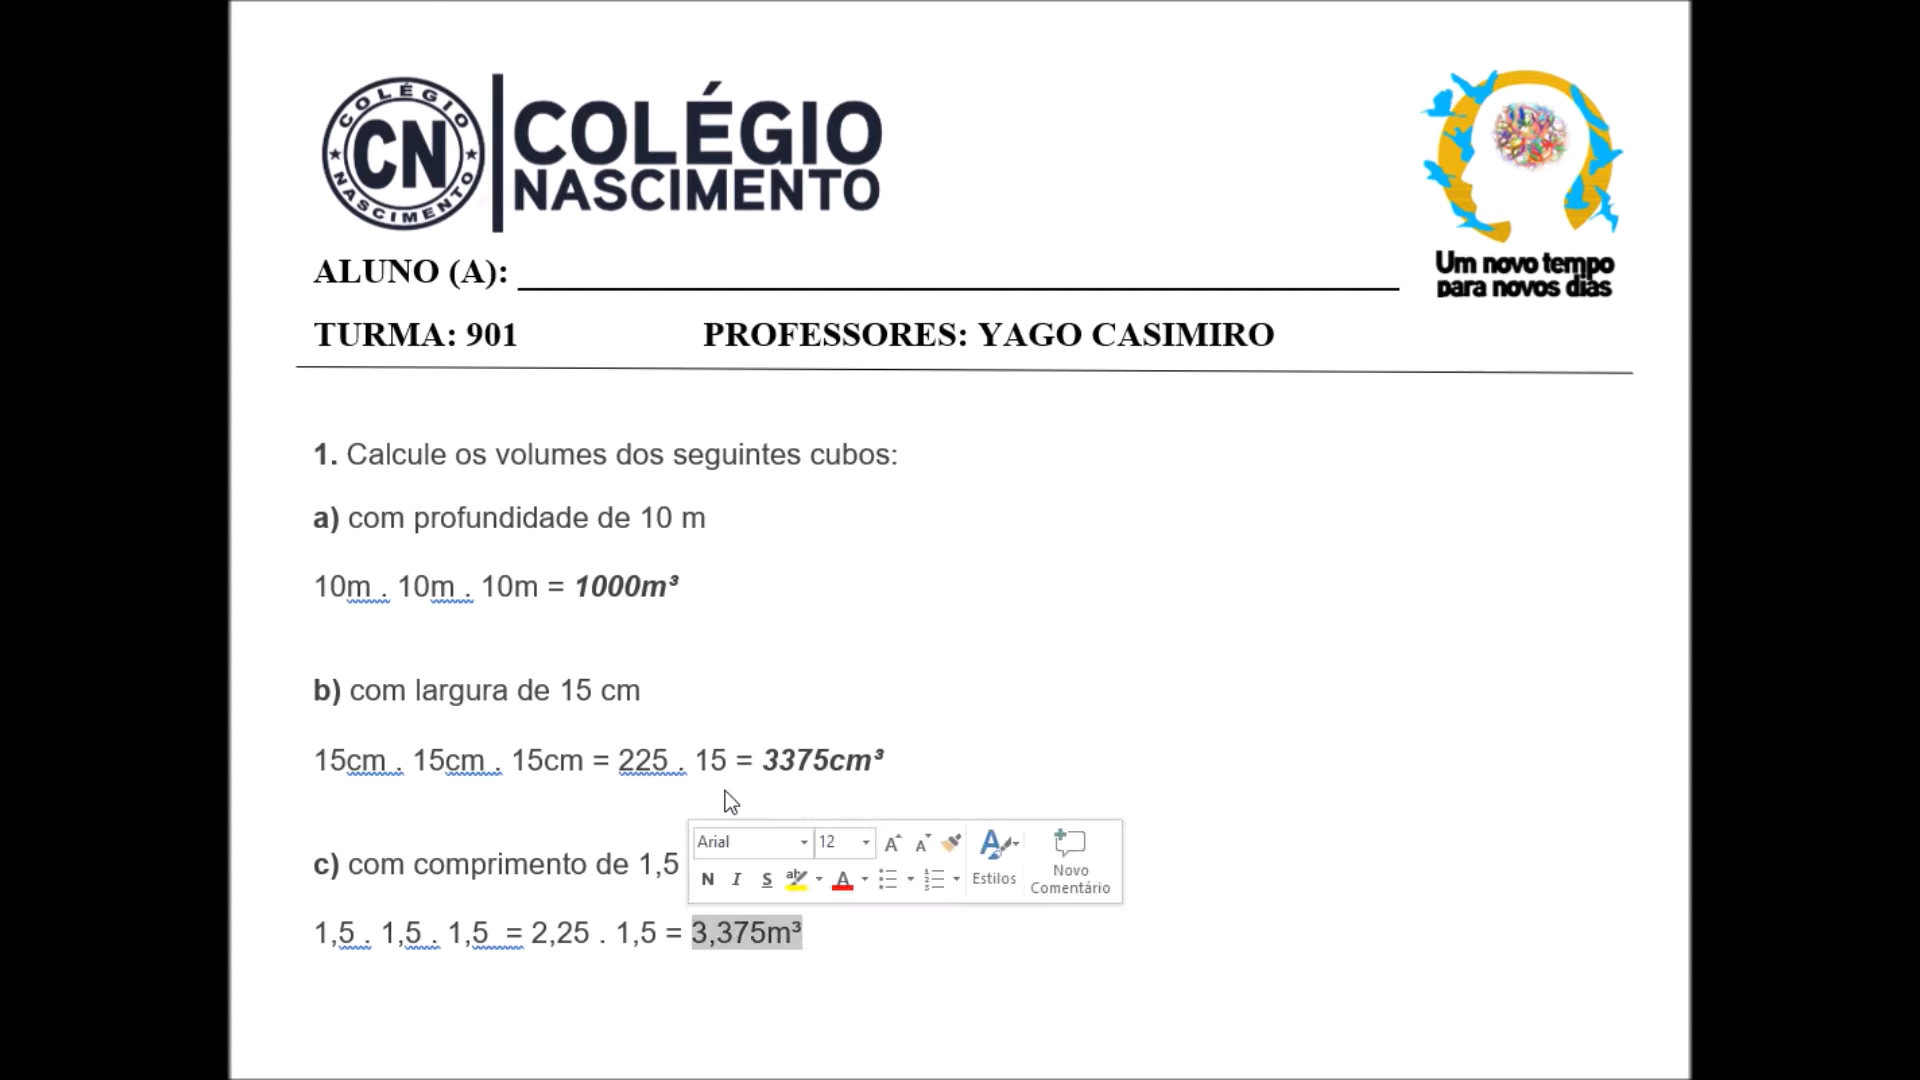 COLÉGIO NASCIMENTO
CN
COLÉGIO
NASCIMENTO
Um novo tempo
para novos dias
ALUNO (A):
TURMA: 901 PROFESSORES: YAGO CASIMIRO
1. Calcule os volumes dos seguintes cubos:
a) com profundidade de 10 m
10m . 10m . 10m = 1000m³
b) com largura de 15 cm
15cm . 15cm . 15cm = 225 . 15 = 3375cm³
Arial 12
c) com comprimento de 1,5
N I S ab A Estilos Novo Comentário
1,5 . 1,5 . 1,5 = 2,25 . 1,5 = 3,375m³